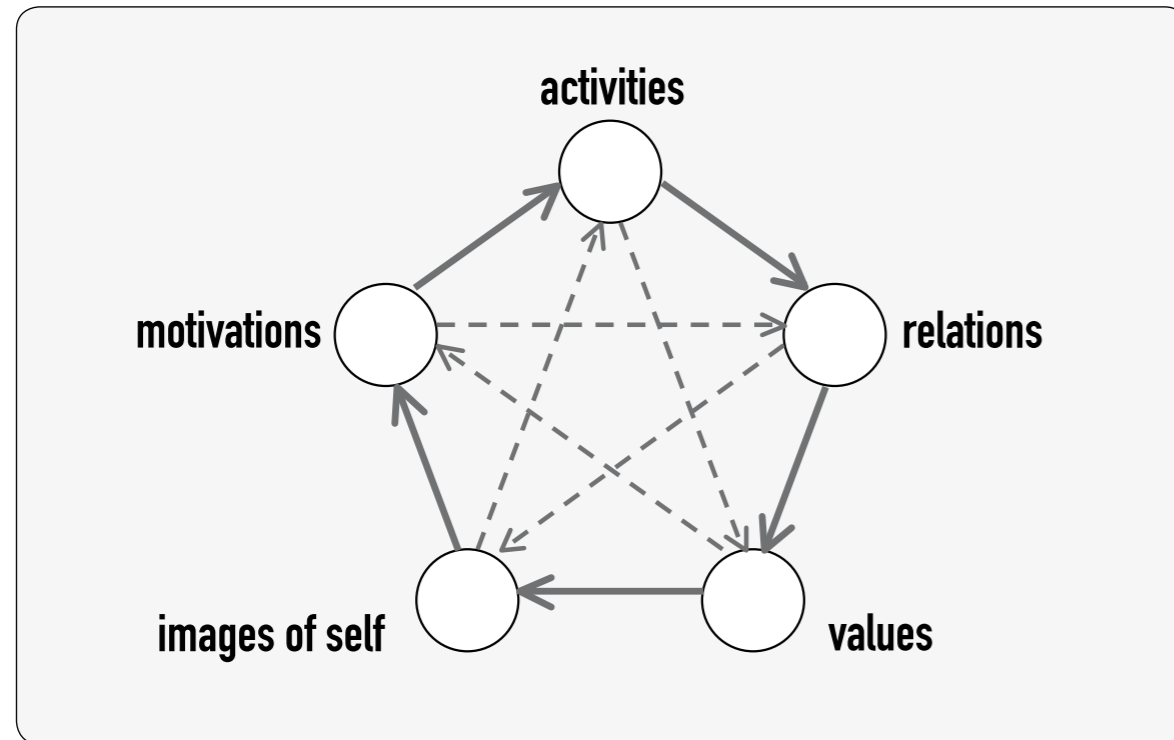 activities
motivations
relations
images of self
values